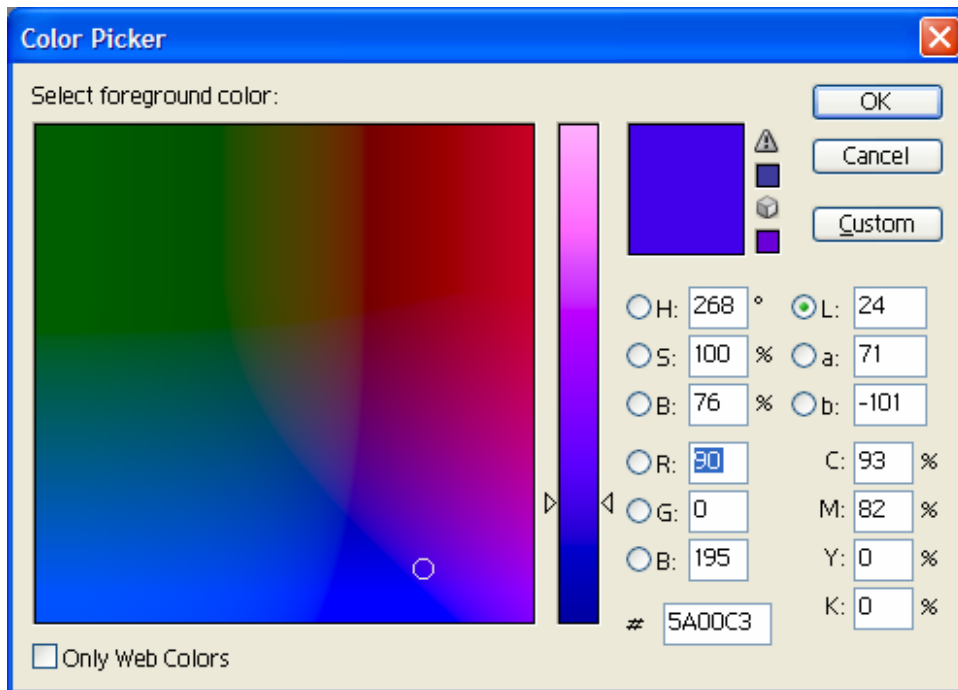 Color Picker
Select foreground color:
OK
Cancel
Custom
H: 268 ° L: 24
S: 100 % a: 71
B: 76 % b: -101
R: 90 C: 93 %
G: 0 M: 82 %
B: 195 Y: 0 %
# 5A00C3 K: 0 %
Only Web Colors